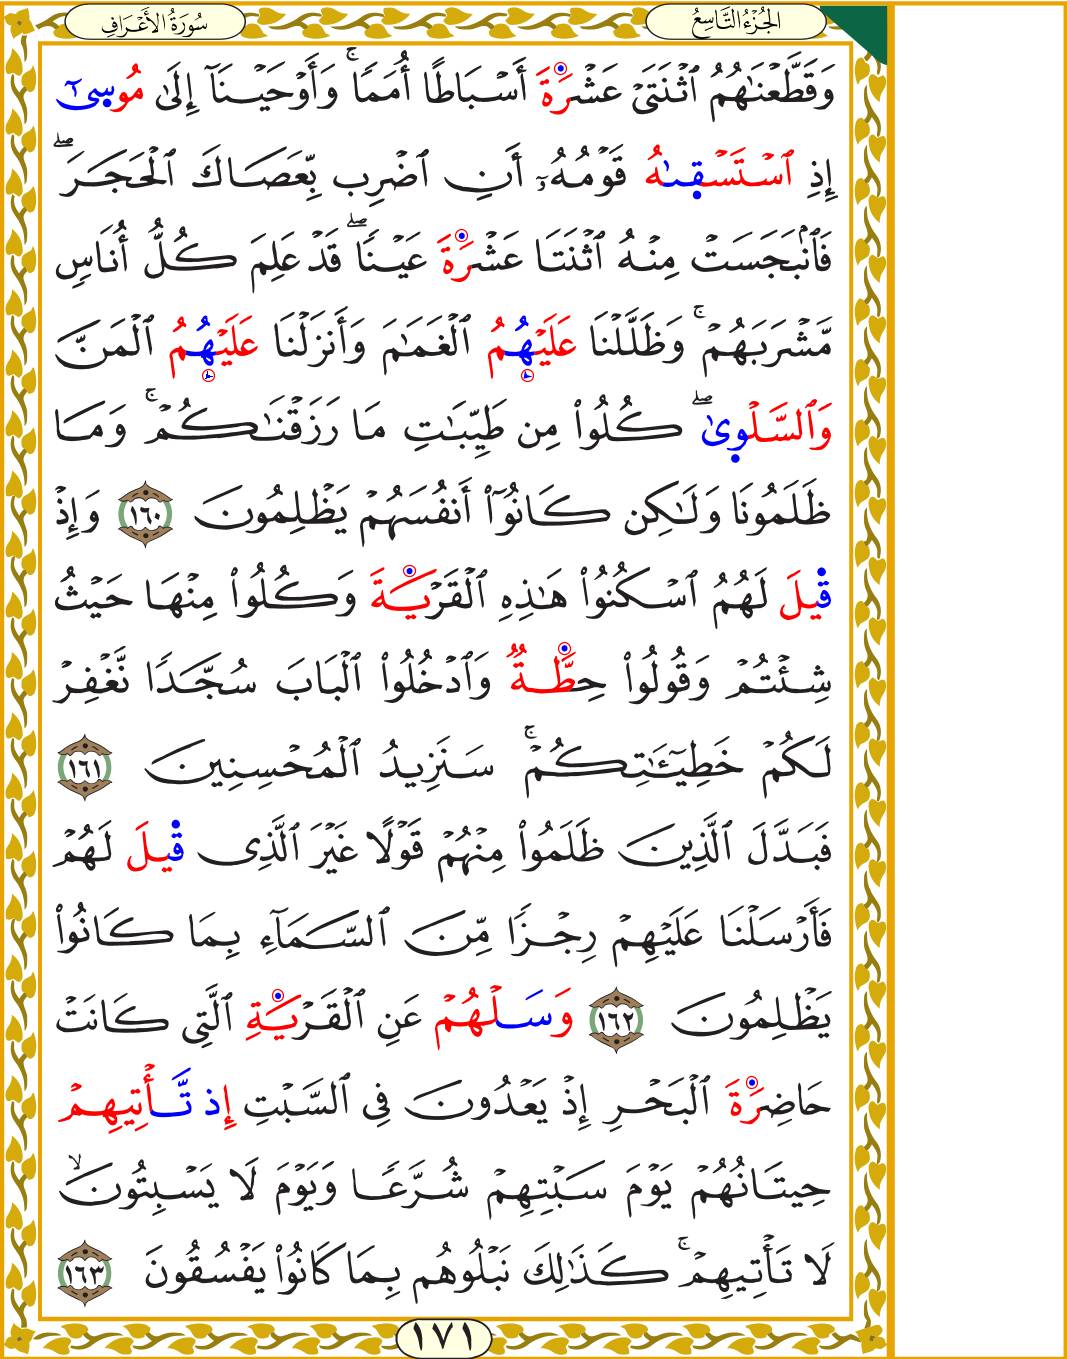 الجُزْءُ التَّاسِعُ
سُورَةُ الأَعْرَافِ
وَقَطَّعْنَٰهُمُ ٱثْنَتَىْ عَشْرَةَ أَسْبَاطًا أُمَمًاۚ وَأَوْحَيْنَآ إِلَىٰ مُوسِىٰٓ
إِذِ ٱسْتَسْقِىٰهُ قَوْمُهُۥٓ أَنِ ٱضْرِب بِّعَصَاكَ ٱلْحَجَرَۖ
فَٱنۢبَجَسَتْ مِنْهُ ٱثْنَتَا عَشْرَةَ عَيْنًاۖ قَدْ عَلِمَ كُلُّ أُنَاسٍ
مَّشْرَبَهُمْۚ وَظَلَّلْنَا عَلَيْهُمُ ٱلْغَمَٰمَ وَأَنزَلْنَا عَلَيْهُمُ ٱلْمَنَّ
وَٱلسَّلْوِىٰۖ كُلُوا۟ مِن طَيِّبَٰتِ مَا رَزَقْنَٰكُمْۚ وَمَا
ظَلَمُونَا وَلَٰكِن كَانُوٓا۟ أَنفُسَهُمْ يَظْلِمُونَ ١٦٠ وَإِذْ
قِيلَ لَهُمُ ٱسْكُنُوا۟ هَٰذِهِ ٱلْقَرْيَةَ وَكُلُوا۟ مِنْهَا حَيْثُ
شِئْتُمْ وَقُولُوا۟ حِطَّةٌ وَٱدْخُلُوا۟ ٱلْبَابَ سُجَّدًا نَّغْفِرْ
لَكُمْ خَطِيٓـَٰٔتِكُمْۚ سَنَزِيدُ ٱلْمُحْسِنِينَ ١٦١
فَبَدَّلَ ٱلَّذِينَ ظَلَمُوا۟ مِنْهُمْ قَوْلًا غَيْرَ ٱلَّذِى قِيلَ لَهُمْ
فَأَرْسَلْنَا عَلَيْهِمْ رِجْزًا مِّنَ ٱلسَّمَآءِ بِمَا كَانُوا۟
يَظْلِمُونَ ١٦٢ وَسَلْهُمْ عَنِ ٱلْقَرْيَةِ ٱلَّتِى كَانَتْ
حَاضِرَةَ ٱلْبَحْرِ إِذْ يَعْدُونَ فِى ٱلسَّبْتِ إِذ تَّأْتِيهِمْ
حِيتَانُهُمْ يَوْمَ سَبْتِهِمْ شُرَّعًا وَيَوْمَ لَا يَسْبِتُونَۙ
لَا تَأْتِيهِمْۚ كَذَٰلِكَ نَبْلُوهُم بِمَا كَانُوا۟ يَفْسُقُونَ ١٦٣
١٧١